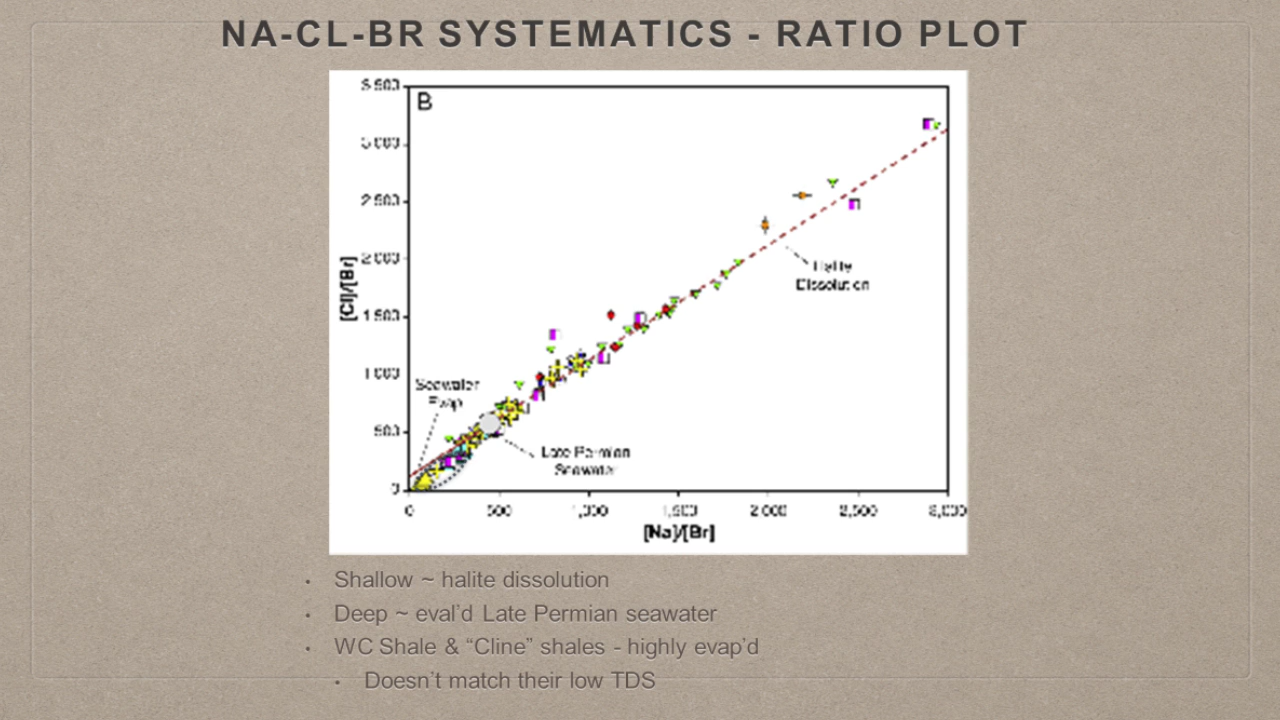 NA-CL-BR SYSTEMATICS - RATIO PLOT
B
3 500
3 000
2 500
2 000
1 500
1 000
500
0
[Cl]/[Br]
Halite
Dissolution
Seawater
Evap
Late Permian
Seawater
0 500 1,000 1,500 2 000 2,500 3,000
[Na]/[Br]
• Shallow ~ halite dissolution
• Deep ~ eval’d Late Permian seawater
• WC Shale & “Cline” shales - highly evap’d
• Doesn’t match their low TDS